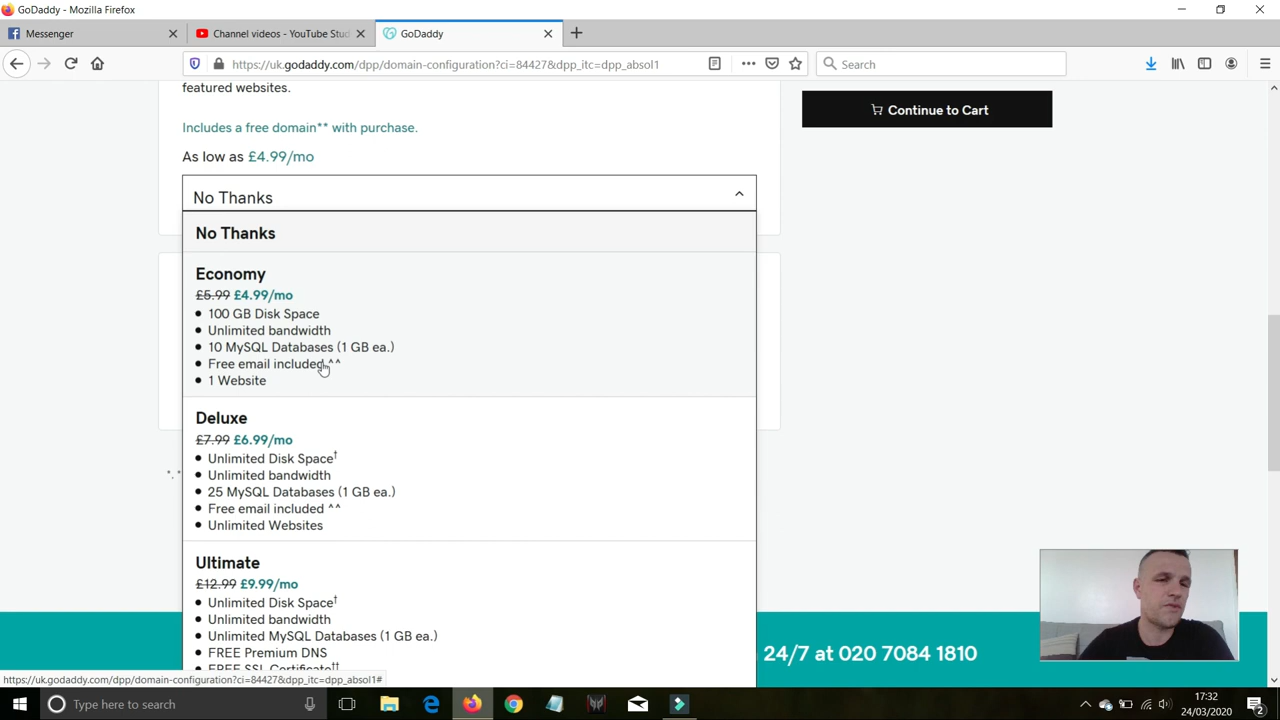 GoDaddy - Mozilla Firefox
Messenger
Channel videos - YouTube Stud
GoDaddy
https://uk.godaddy.com/dpp/domain-configuration?ci=84427&dpp_itc=dpp_absol1
Search
featured websites.
Includes a free domain** with purchase.
As low as £4.99/mo
Continue to Cart
No Thanks
No Thanks
Economy
£5.99 £4.99/mo
• 100 GB Disk Space
• Unlimited bandwidth
• 10 MySQL Databases (1 GB ea.)
• Free email included ^^
• 1 Website
Deluxe
£7.99 £6.99/mo
• Unlimited Disk Space†
• Unlimited bandwidth
• 25 MySQL Databases (1 GB ea.)
• Free email included ^^
• Unlimited Websites
*, *
Ultimate
£12.99 £9.99/mo
• Unlimited Disk Space†
• Unlimited bandwidth
• Unlimited MySQL Databases (1 GB ea.)
• FREE Premium DNS
• FREE SSL Certificate††
24/7 at 020 7084 1810
https://uk.godaddy.com/dpp/domain-configuration?ci=84427&dpp_itc=dpp_absol1#
Type here to search
17:32
24/03/2020
2